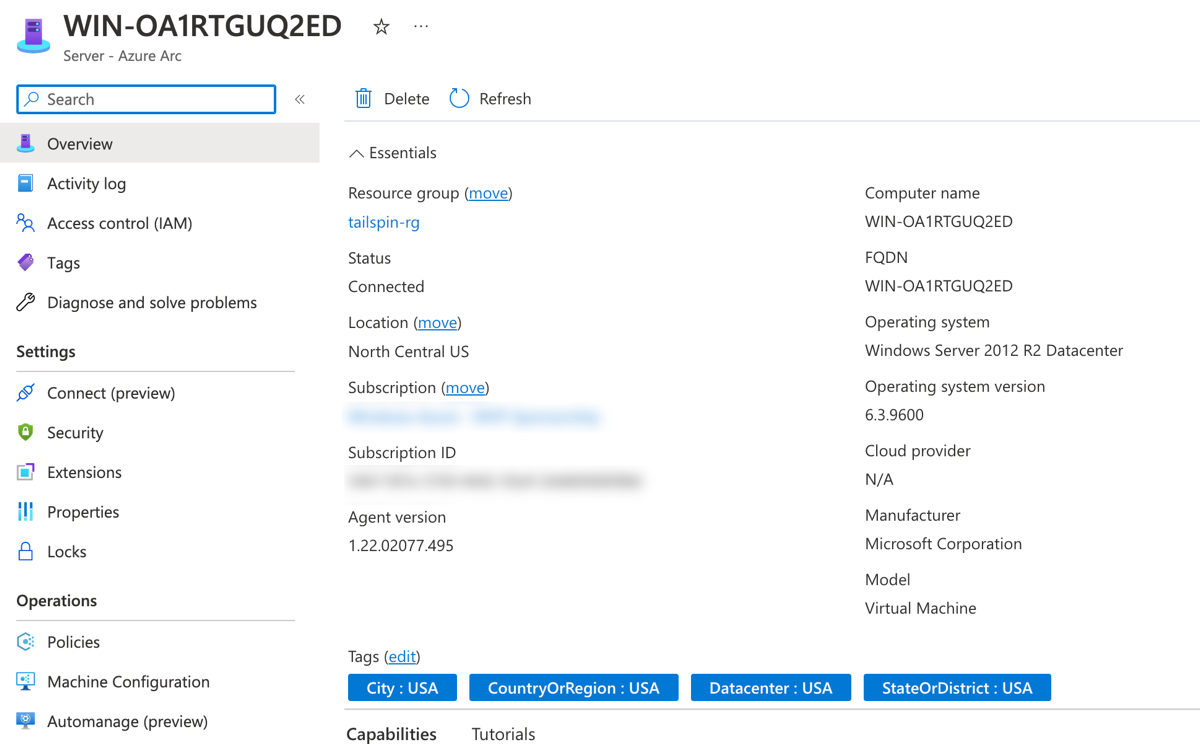 WIN-OA1RTGUQ2ED
Server - Azure Arc
Search
Overview
Activity log
Access control (IAM)
Tags
Diagnose and solve problems
Settings
Connect (preview)
Security
Extensions
Properties
Locks
Operations
Policies
Machine Configuration
Automanage (preview)
Delete Refresh
Essentials
Resource group (move)
tailspin-rg
Status
Connected
Location (move)
North Central US
Subscription (move)
Subscription ID
Agent version
1.22.02077.495
Computer name
WIN-OA1RTGUQ2ED
FQDN
WIN-OA1RTGUQ2ED
Operating system
Windows Server 2012 R2 Datacenter
Operating system version
6.3.9600
Cloud provider
N/A
Manufacturer
Microsoft Corporation
Model
Virtual Machine
Tags (edit)
City : USA CountryOrRegion : USA Datacenter : USA StateOrDistrict : USA
Capabilities Tutorials